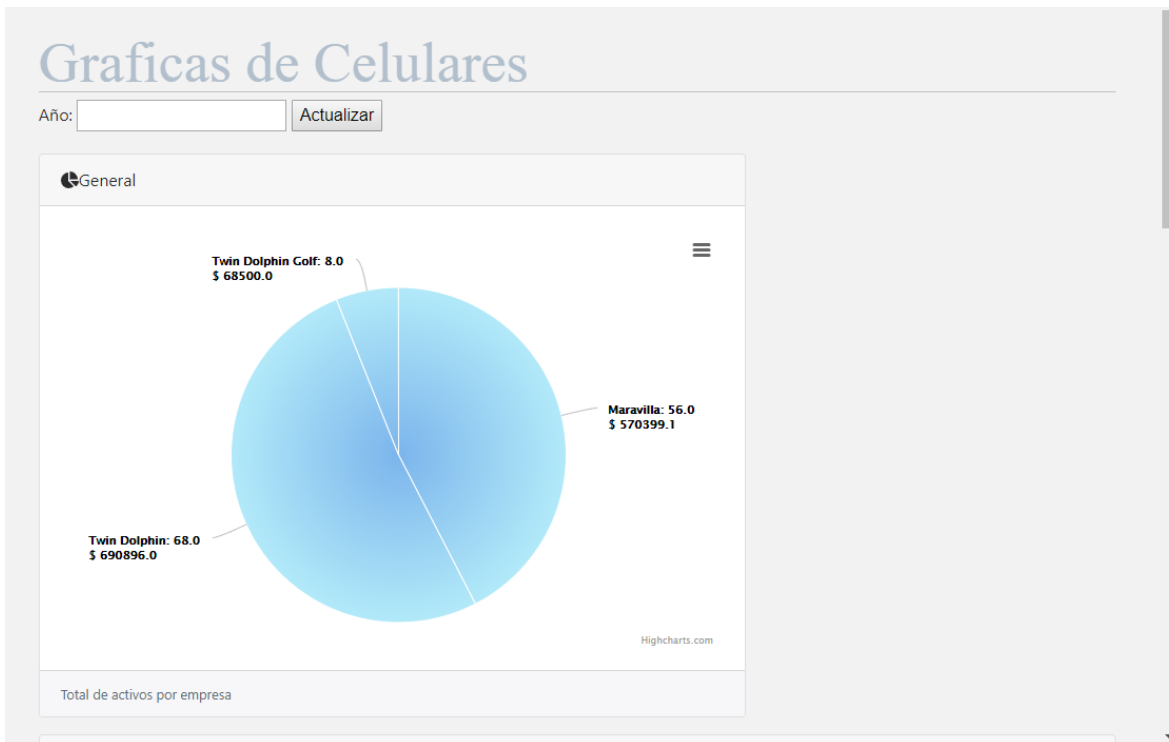 Graficas de Celulares
Año:
Actualizar
General
Twin Dolphin Golf: 8.0
$ 68500.0
Maravilla: 56.0
$ 570399.1
Twin Dolphin: 68.0
$ 690896.0
Highcharts.com
Total de activos por empresa